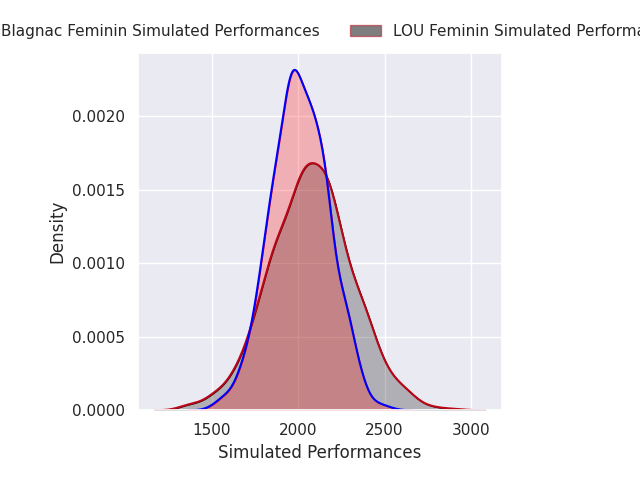 Blagnac Feminin Simulated Performances LOU Feminin Simulated Performa
0.0020
0.0015
0.0010
0.0005
0.0000
Density
1500 2000 2500 3000
Simulated Performances